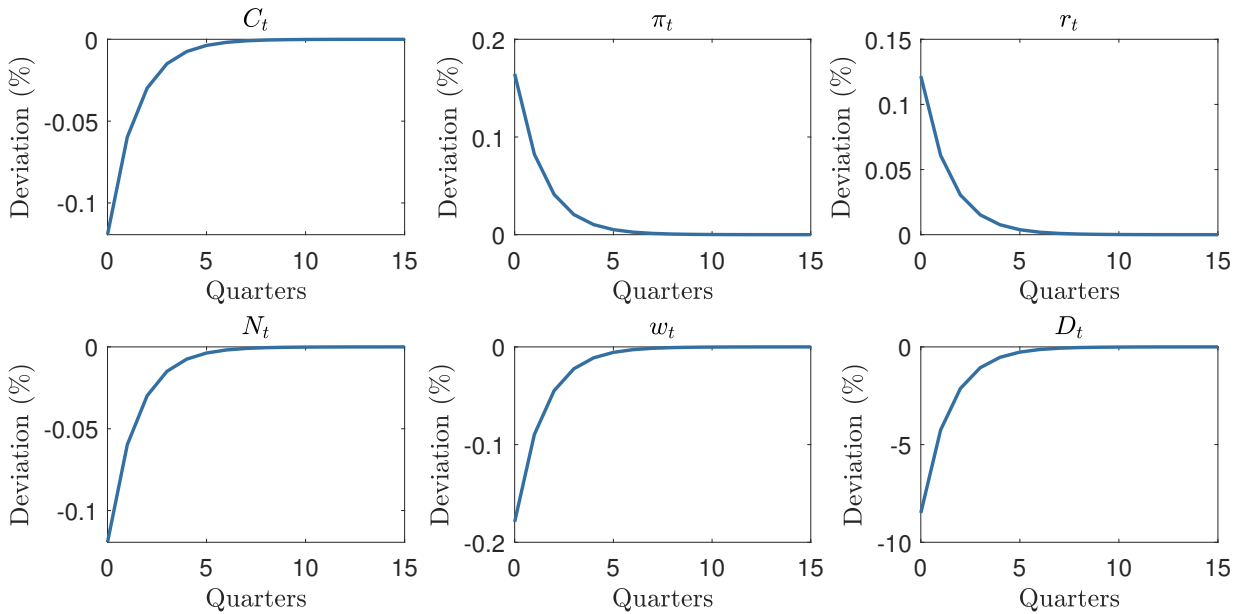 C_t
Deviation (%)
0
-0.05
-0.1
0 5 10 15
Quarters
π_t
Deviation (%)
0.2
0.1
0
0 5 10 15
Quarters
r_t
Deviation (%)
0.15
0.1
0.05
0
0 5 10 15
Quarters
N_t
Deviation (%)
0
-0.05
-0.1
0 5 10 15
Quarters
w_t
Deviation (%)
0
-0.1
-0.2
0 5 10 15
Quarters
D_t
Deviation (%)
0
-5
-10
0 5 10 15
Quarters